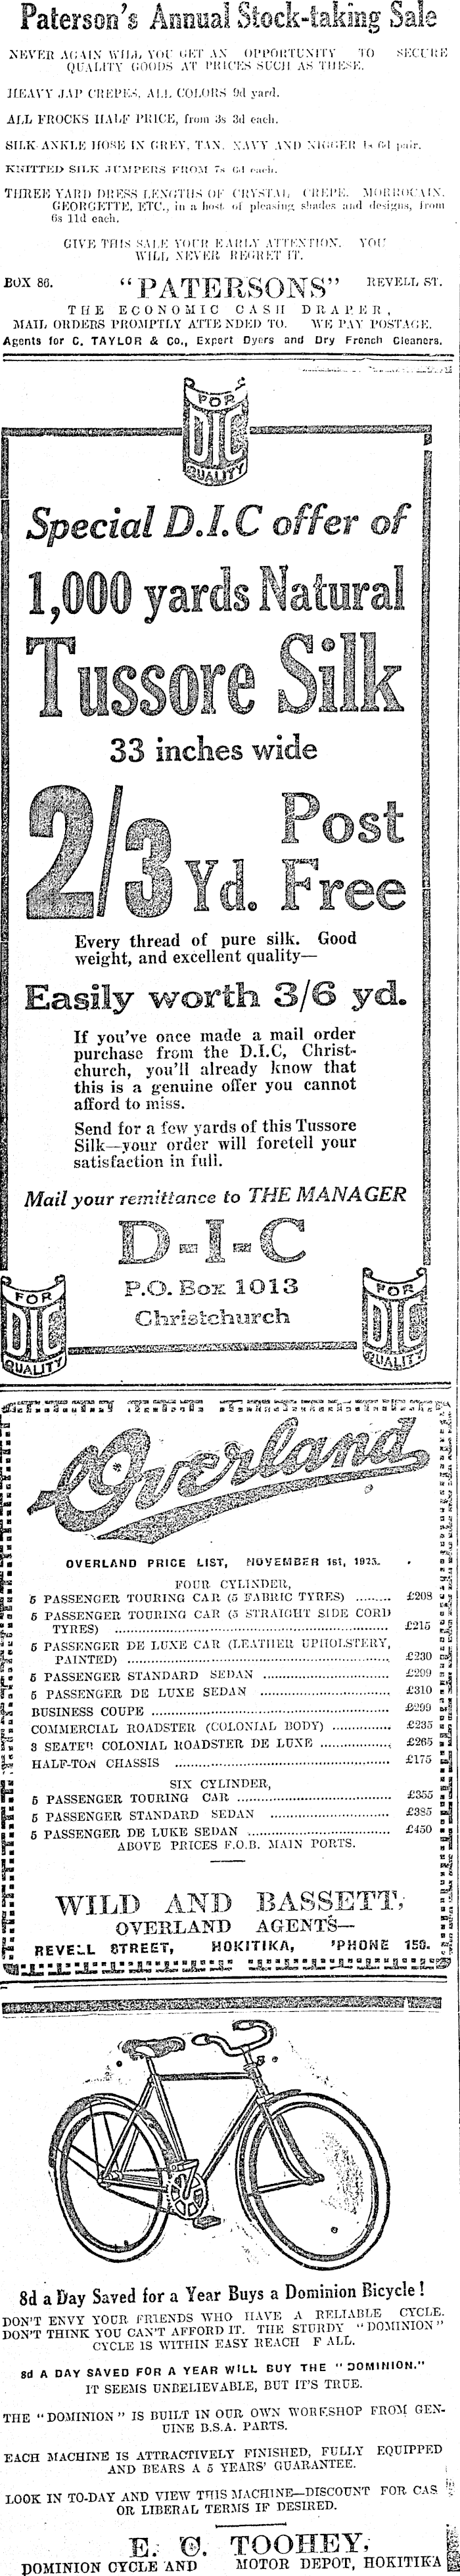 Paterson's Annual Stock-taking Sale
NEVER AGAIN WILL YOU GET AN OPPORTUNITY TO SECURE
QUALITY GOODS AT PRICES SUCH AS THESE.
HEAVY JAP CREPES, ALL COLORS 9d yard.
ALL FROCKS HALF PRICE, from 3s 3d each.
SILK ANKLE HOSE IN GREY, TAN, NAVY AND NIGGER 1s 6d pair.
KNITTED SILK JUMPERS FROM 7s 6d each.
THREE YARD DRESS LENGTHS OF CRYSTAL CREPE, MORROCAIN,
GEORGETTE, ETC., in a host of pleasing shades and designs, from
6s 11d each.
GIVE THIS SALE YOUR EARLY ATTENTION. YOU
WILL NEVER REGRET IT.
BOX 86. "PATERSONS" REVELL ST.
THE ECONOMIC CASH DRAPER,
MAIL ORDERS PROMPTLY ATTENDED TO. WE PAY POSTAGE.
Agents for C. TAYLOR & Co., Expert Dyers and Dry French Cleaners.
FOR
DIC
QUALITY
Special D.I.C offer of
1,000 yards Natural
Tussore Silk
33 inches wide
2/3 Yd. Post
Free
Every thread of pure silk. Good
weight, and excellent quality—
Easily worth 3/6 yd.
If you've once made a mail order
purchase from the D.I.C, Christ-
church, you'll already know that
this is a genuine offer you cannot
afford to miss.
Send for a few yards of this Tussore
Silk—your order will foretell your
satisfaction in full.
Mail your remittance to THE MANAGER
D-I-C
P.O. Box 1013
Christchurch
FOR
DIC
QUALITY
FOR
DIC
QUALITY
Overland
OVERLAND PRICE LIST, NOVEMBER 1st, 1925.
FOUR CYLINDER,
5 PASSENGER TOURING CAR (5 FABRIC TYRES) ......... £208
5 PASSENGER TOURING CAR (5 STRAIGHT SIDE CORD
TYRES) ......... £215
5 PASSENGER DE LUXE CAR (LEATHER UPHOLSTERY,
PAINTED) ......... £230
5 PASSENGER STANDARD SEDAN ......... £299
5 PASSENGER DE LUXE SEDAN ......... £310
BUSINESS COUPE ......... £299
COMMERCIAL ROADSTER (COLONIAL BODY) ......... £235
3 SEATER COLONIAL ROADSTER DE LUXE ......... £265
HALF-TON CHASSIS ......... £175
SIX CYLINDER,
5 PASSENGER TOURING CAR ......... £355
5 PASSENGER STANDARD SEDAN ......... £385
5 PASSENGER DE LUKE SEDAN ......... £450
ABOVE PRICES F.O.B. MAIN PORTS.
WILD AND BASSETT,
OVERLAND AGENTS—
REVELL STREET, HOKITIKA, 'PHONE 150.
8d a Day Saved for a Year Buys a Dominion Bicycle!
DON'T ENVY YOUR FRIENDS WHO HAVE A RELIABLE CYCLE.
DON'T THINK YOU CAN'T AFFORD IT. THE STURDY "DOMINION"
CYCLE IS WITHIN EASY REACH F ALL.
8d A DAY SAVED FOR A YEAR WILL BUY THE "DOMINION."
IT SEEMS UNBELIEVABLE, BUT IT'S TRUE.
THE "DOMINION" IS BUILT IN OUR OWN WORKSHOP FROM GEN-
UINE B.S.A. PARTS.
EACH MACHINE IS ATTRACTIVELY FINISHED, FULLY EQUIPPED
AND BEARS A 5 YEARS' GUARANTEE.
LOOK IN TO-DAY AND VIEW THIS MACHINE—DISCOUNT FOR CAS
OR LIBERAL TERMS IF DESIRED.
E. C. TOOHEY,
DOMINION CYCLE AND MOTOR DEPOT, HOKITIKA